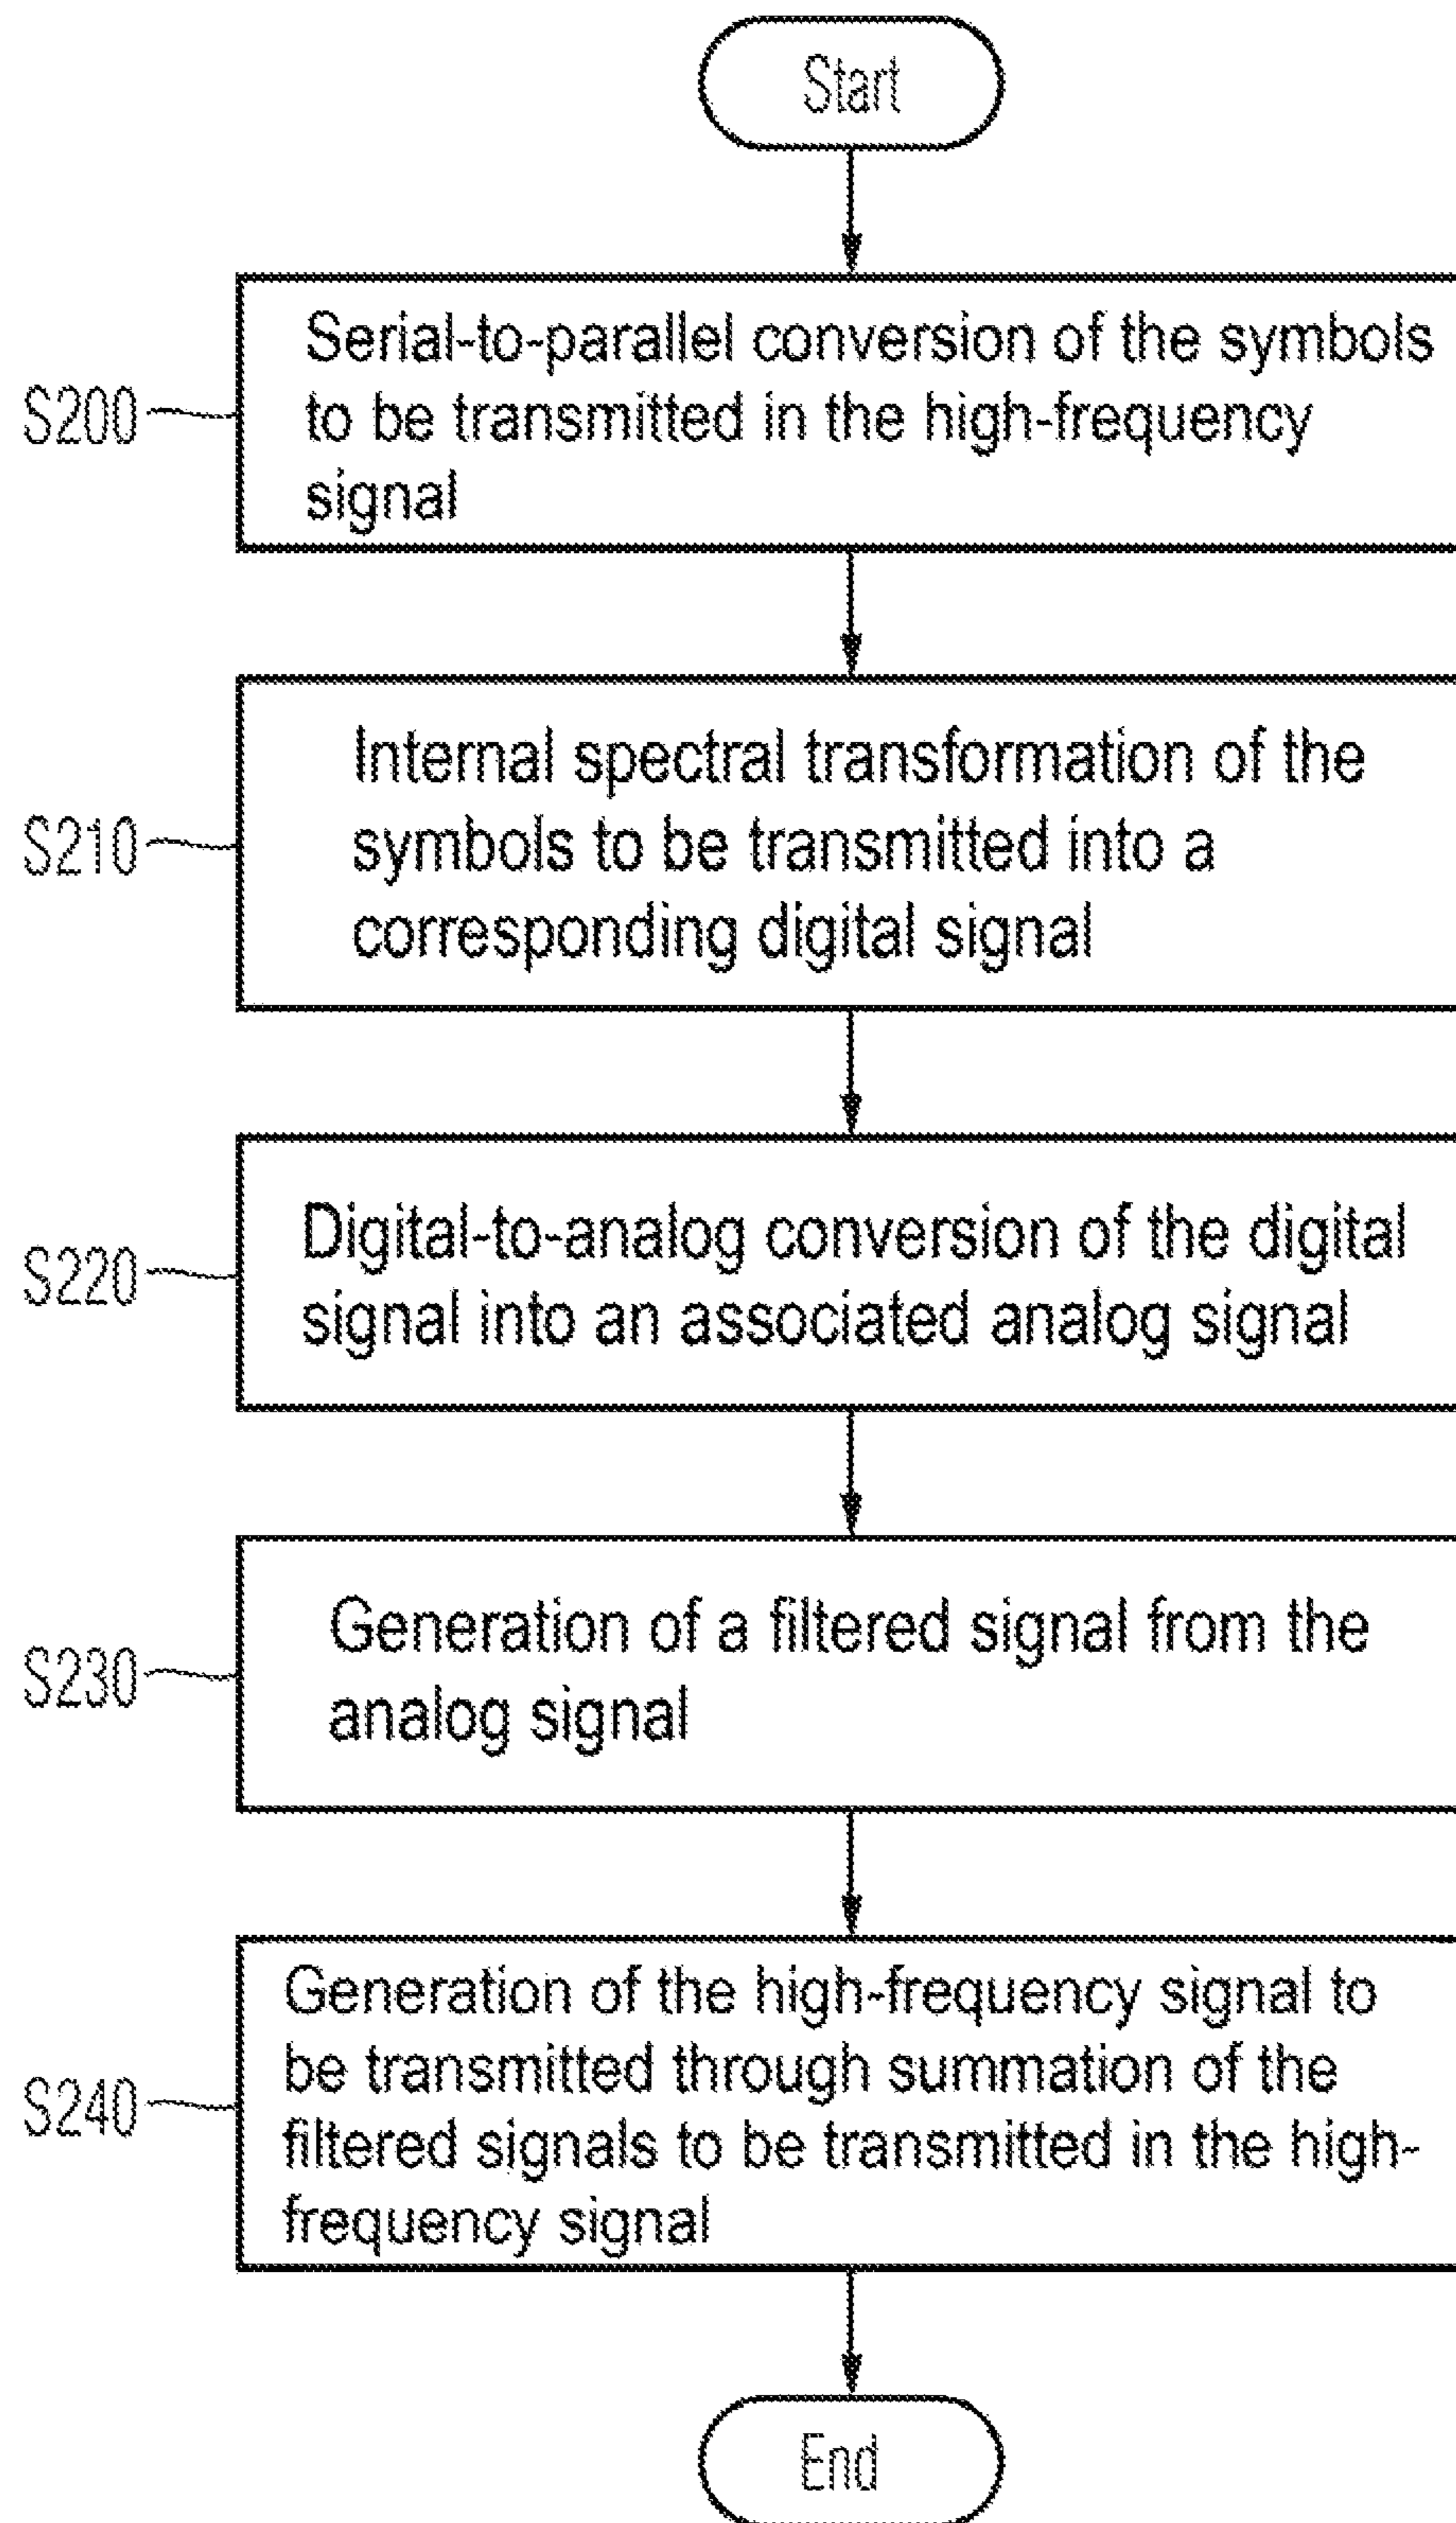 Start
Serial-to-parallel conversion of the symbols
to be transmitted in the high-frequency
signal
S200
Internal spectral transformation of the
symbols to be transmitted into a
corresponding digital signal
S210
Digital-to-analog conversion of the digital
signal into an associated analog signal
S220
Generation of a filtered signal from the
analog signal
S230
Generation of the high-frequency signal to
be transmitted through summation of the
filtered signals to be transmitted in the high-
frequency signal
S240
End